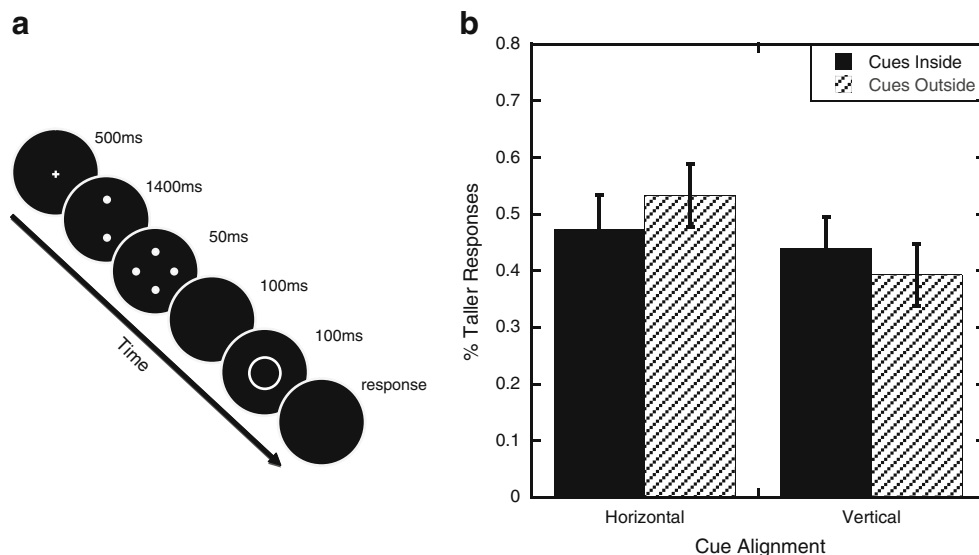 a
500ms
1400ms
50ms
100ms
100ms
response
Time
b
% Taller Responses
0.8
0.7
0.6
0.5
0.4
0.3
0.2
0.1
0
Cues Inside
Cues Outside
Horizontal
Vertical
Cue Alignment